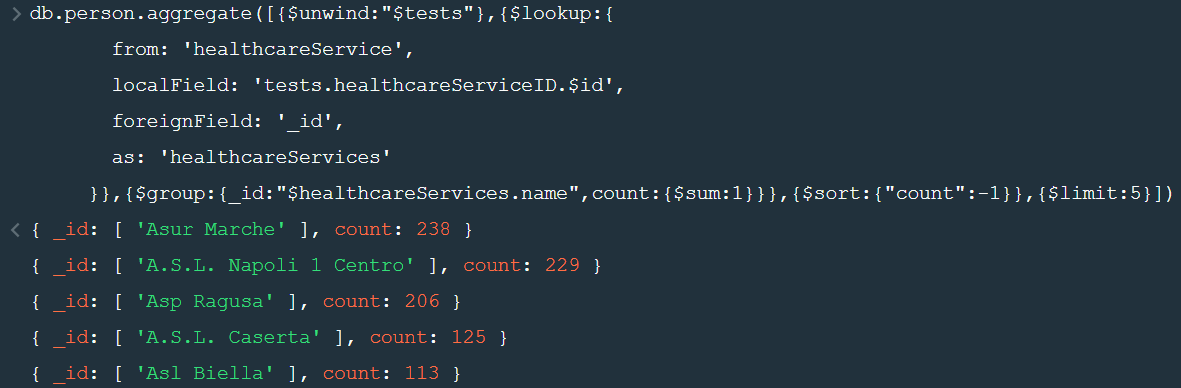 > db.person.aggregate([{$unwind:"$tests"},{$lookup:{
from: 'healthcareService',
localField: 'tests.healthcareServiceID.$id',
foreignField: '_id',
as: 'healthcareServices'
}},{$group:{_id:"$healthcareServices.name",count:{$sum:1}}},{$sort:{"count":-1}},{$limit:5}])
< { _id: [ 'Asur Marche' ], count: 238 }
{ _id: [ 'A.S.L. Napoli 1 Centro' ], count: 229 }
{ _id: [ 'Asp Ragusa' ], count: 206 }
{ _id: [ 'A.S.L. Caserta' ], count: 125 }
{ _id: [ 'Asl Biella' ], count: 113 }